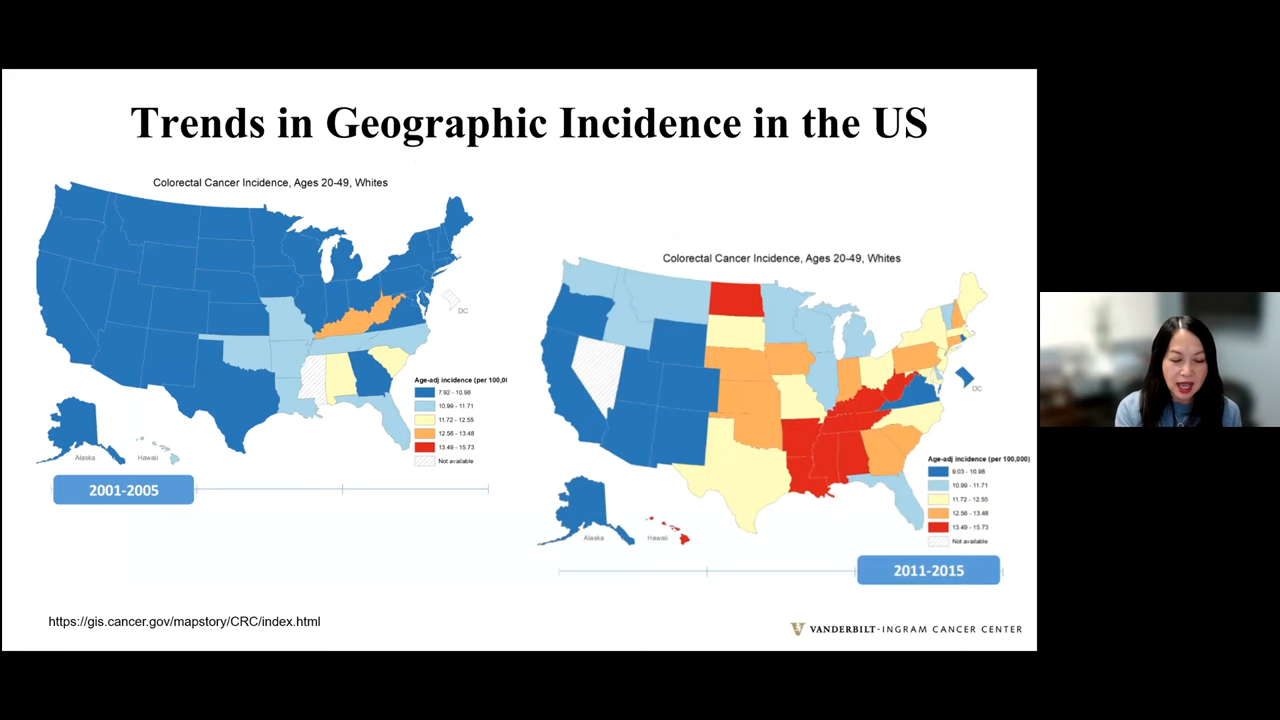 Trends in Geographic Incidence in the US
Colorectal Cancer Incidence, Ages 20-49, Whites
DC
Age-adj incidence (per 100,00
7.92 - 10.98
10.99 - 11.71
11.72 - 12.55
12.56 - 13.48
13.49 - 15.73
Not available
Alaska
Hawaii
2001-2005
Colorectal Cancer Incidence, Ages 20-49, Whites
DC
Age-adj incidence (per 100,000)
9.03 - 10.98
10.99 - 11.71
11.72 - 12.55
12.56 - 13.48
13.49 - 15.73
Not available
Alaska
Hawaii
2011-2015
https://gis.cancer.gov/mapstory/CRC/index.html
VANDERBILT-INGRAM CANCER CENTER